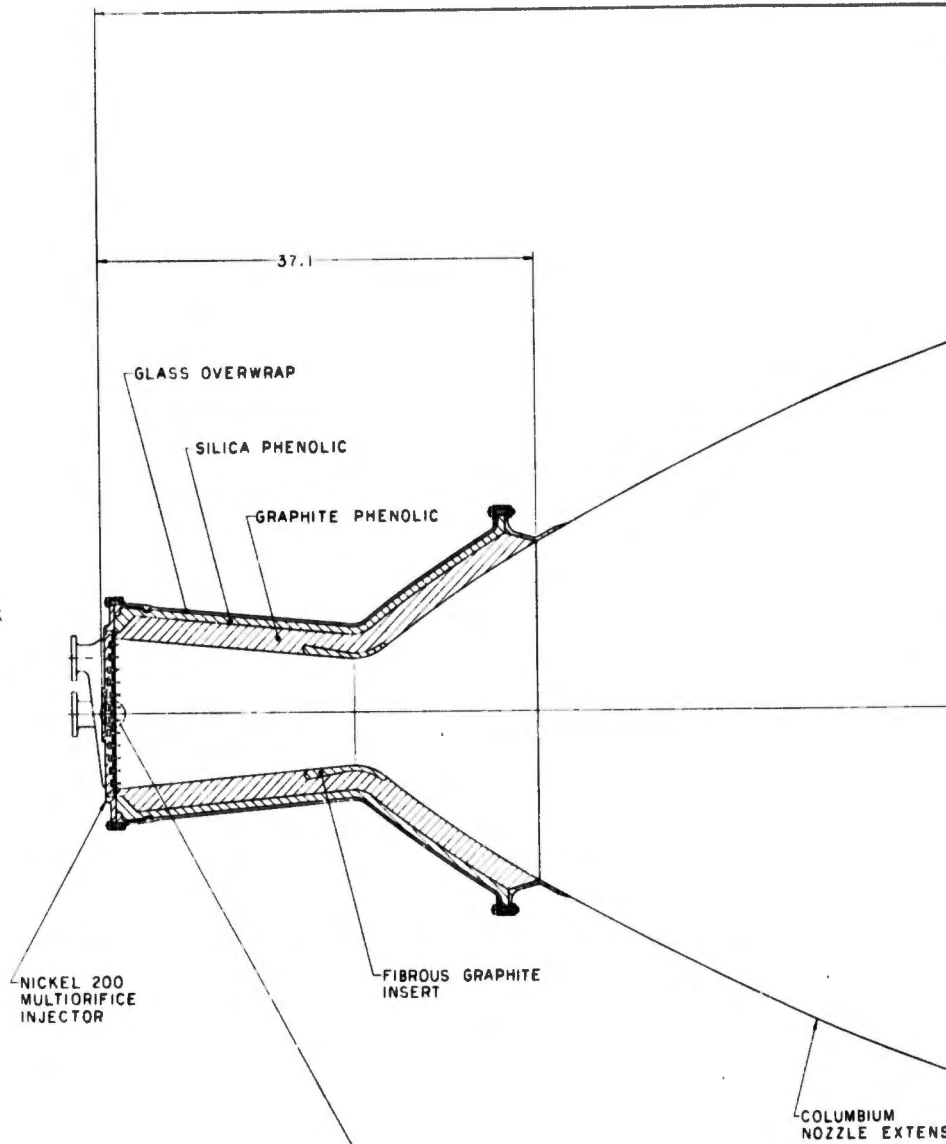 37.1
GLASS OVERWRAP
SILICA PHENOLIC
GRAPHITE PHENOLIC
NICKEL 200
MULTIORIFICE
INJECTOR
FIBROUS GRAPHITE
INSERT
COLUMBIUM
NOZZLE EXTENS